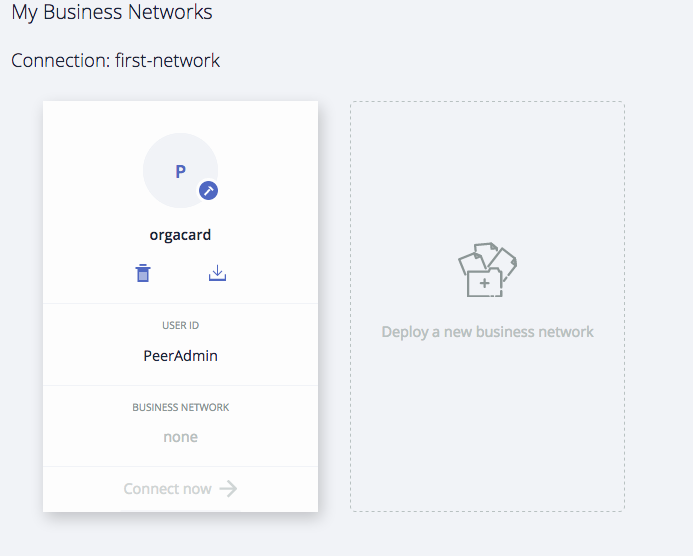 My Business Networks
Connection: first-network
P
orgacard
USER ID
PeerAdmin
BUSINESS NETWORK
none
Connect now
Deploy a new business network